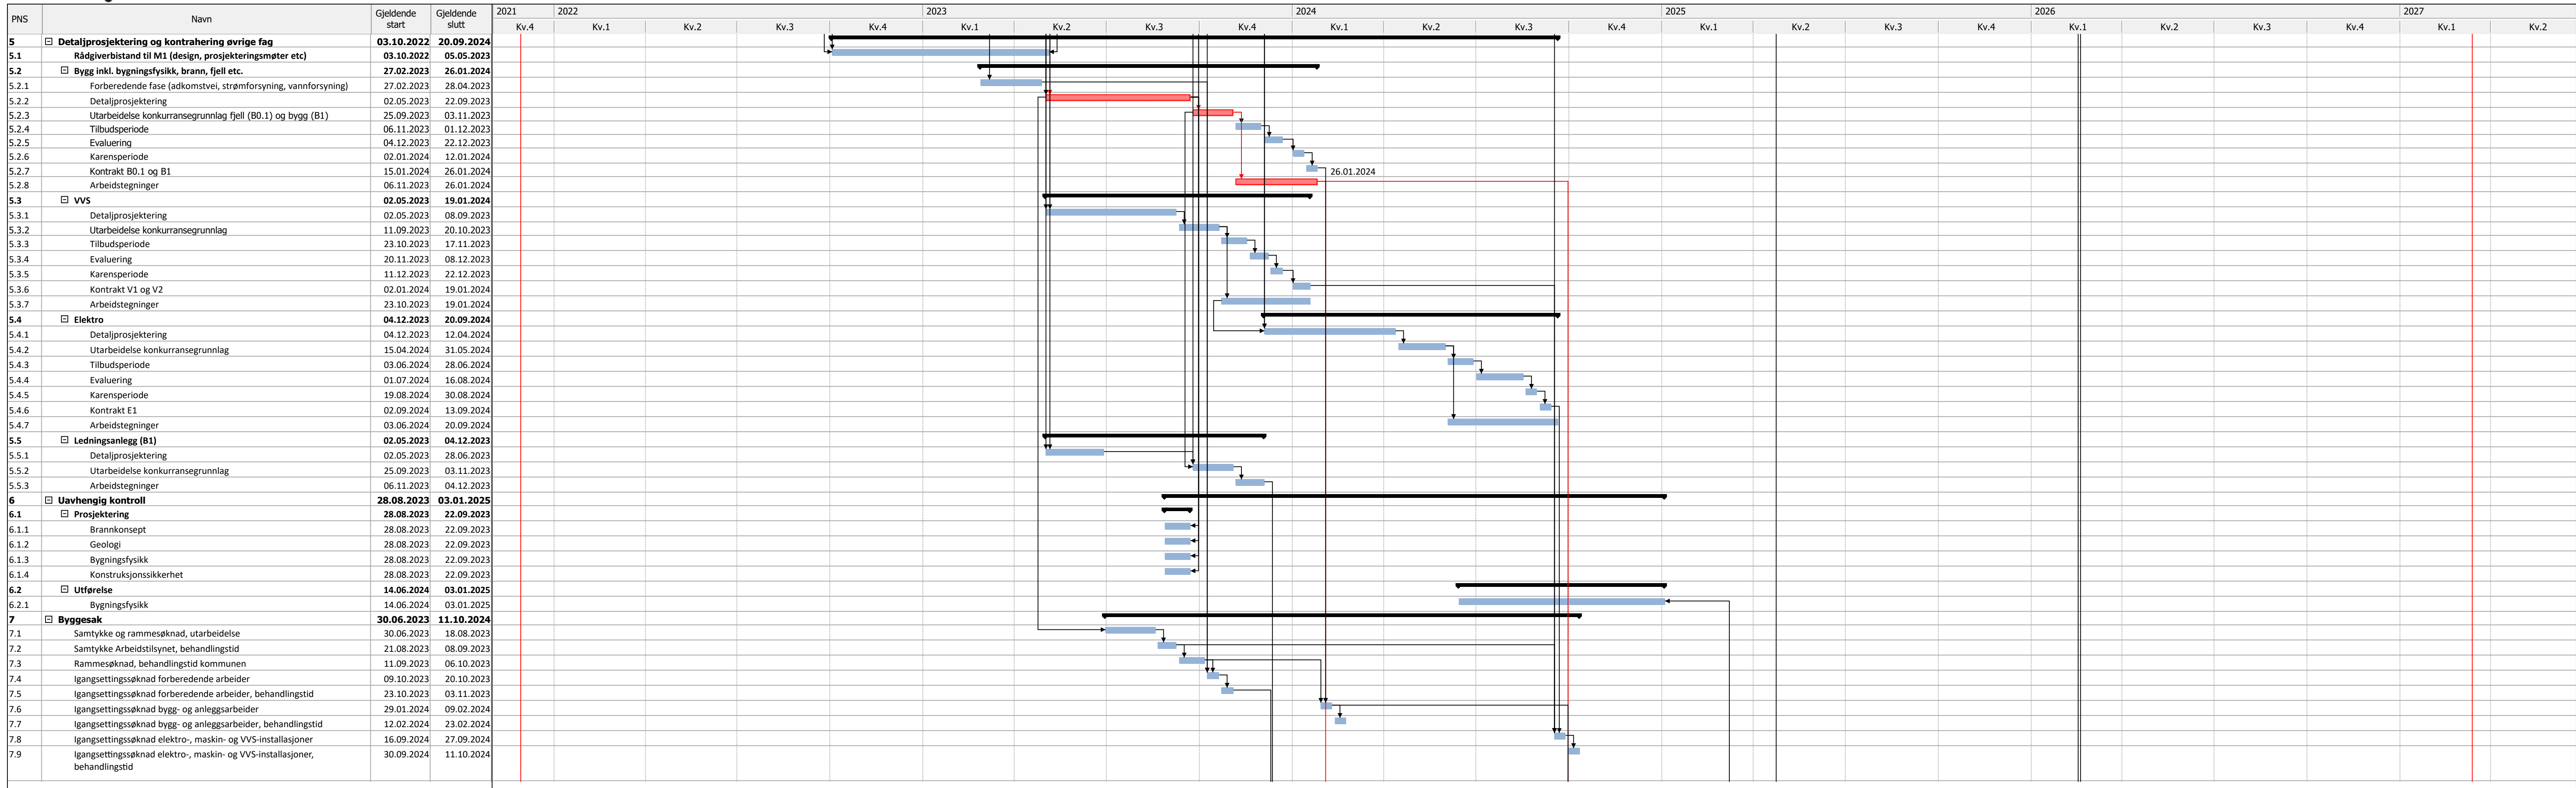 PNS Navn Gjeldende start Gjeldende slutt 2021 2022 2023 2024 2025 2026 2027
Kv.4 Kv.1 Kv.2 Kv.3 Kv.4 Kv.1 Kv.2 Kv.3 Kv.4 Kv.1 Kv.2 Kv.3 Kv.4 Kv.1 Kv.2 Kv.3 Kv.4 Kv.1 Kv.2 Kv.3 Kv.4 Kv.1 Kv.2
5 Detaljprosjektering og kontrahering øvrige fag 03.10.2022 20.09.2024
5.1 Rådgiverbistand til M1 (design, prosjekteringsmøter etc) 03.10.2022 05.05.2023
5.2 Bygg inkl. bygningsfysikk, brann, fjell etc. 27.02.2023 26.01.2024
5.2.1 Forberedende fase (adkomstvei, strømforsyning, vannforsyning) 27.02.2023 28.04.2023
5.2.2 Detaljprosjektering 02.05.2023 22.09.2023
5.2.3 Utarbeidelse konkurransegrunnlag fjell (B0.1) og bygg (B1) 25.09.2023 03.11.2023
5.2.4 Tilbudsperiode 06.11.2023 01.12.2023
5.2.5 Evaluering 04.12.2023 22.12.2023
5.2.6 Karensperiode 02.01.2024 12.01.2024
5.2.7 Kontrakt B0.1 og B1 15.01.2024 26.01.2024 26.01.2024
5.2.8 Arbeidstegninger 06.11.2023 26.01.2024
5.3 VVS 02.05.2023 19.01.2024
5.3.1 Detaljprosjektering 02.05.2023 08.09.2023
5.3.2 Utarbeidelse konkurransegrunnlag 11.09.2023 20.10.2023
5.3.3 Tilbudsperiode 23.10.2023 17.11.2023
5.3.4 Evaluering 20.11.2023 08.12.2023
5.3.5 Karensperiode 11.12.2023 22.12.2023
5.3.6 Kontrakt V1 og V2 02.01.2024 19.01.2024
5.3.7 Arbeidstegninger 23.10.2023 19.01.2024
5.4 Elektro 04.12.2023 20.09.2024
5.4.1 Detaljprosjektering 04.12.2023 12.04.2024
5.4.2 Utarbeidelse konkurransegrunnlag 15.04.2024 31.05.2024
5.4.3 Tilbudsperiode 03.06.2024 28.06.2024
5.4.4 Evaluering 01.07.2024 16.08.2024
5.4.5 Karensperiode 19.08.2024 30.08.2024
5.4.6 Kontrakt E1 02.09.2024 13.09.2024
5.4.7 Arbeidstegninger 03.06.2024 20.09.2024
5.5 Ledningsanlegg (B1) 02.05.2023 04.12.2023
5.5.1 Detaljprosjektering 02.05.2023 28.06.2023
5.5.2 Utarbeidelse konkurransegrunnlag 25.09.2023 03.11.2023
5.5.3 Arbeidstegninger 06.11.2023 04.12.2023
6 Uavhengig kontroll 28.08.2023 03.01.2025
6.1 Prosjektering 28.08.2023 22.09.2023
6.1.1 Brannkonsept 28.08.2023 22.09.2023
6.1.2 Geologi 28.08.2023 22.09.2023
6.1.3 Bygningsfysikk 28.08.2023 22.09.2023
6.1.4 Konstruksjonssikkerhet 28.08.2023 22.09.2023
6.2 Utførelse 14.06.2024 03.01.2025
6.2.1 Bygningsfysikk 14.06.2024 03.01.2025
7 Byggesak 30.06.2023 11.10.2024
7.1 Samtykke og rammesøknad, utarbeidelse 30.06.2023 18.08.2023
7.2 Samtykke Arbeidstilsynet, behandlingstid 21.08.2023 08.09.2023
7.3 Rammesøknad, behandlingstid kommunen 11.09.2023 06.10.2023
7.4 Igangsettingssøknad forberedende arbeider 09.10.2023 20.10.2023
7.5 Igangsettingssøknad forberedende arbeider, behandlingstid 23.10.2023 03.11.2023
7.6 Igangsettingssøknad bygg- og anleggsarbeider 29.01.2024 09.02.2024
7.7 Igangsettingssøknad bygg- og anleggsarbeider, behandlingstid 12.02.2024 23.02.2024
7.8 Igangsettingssøknad elektro-, maskin- og VVS-installasjoner 16.09.2024 27.09.2024
7.9 Igangsettingssøknad elektro-, maskin- og VVS-installasjoner, 30.09.2024 11.10.2024
behandlingstid